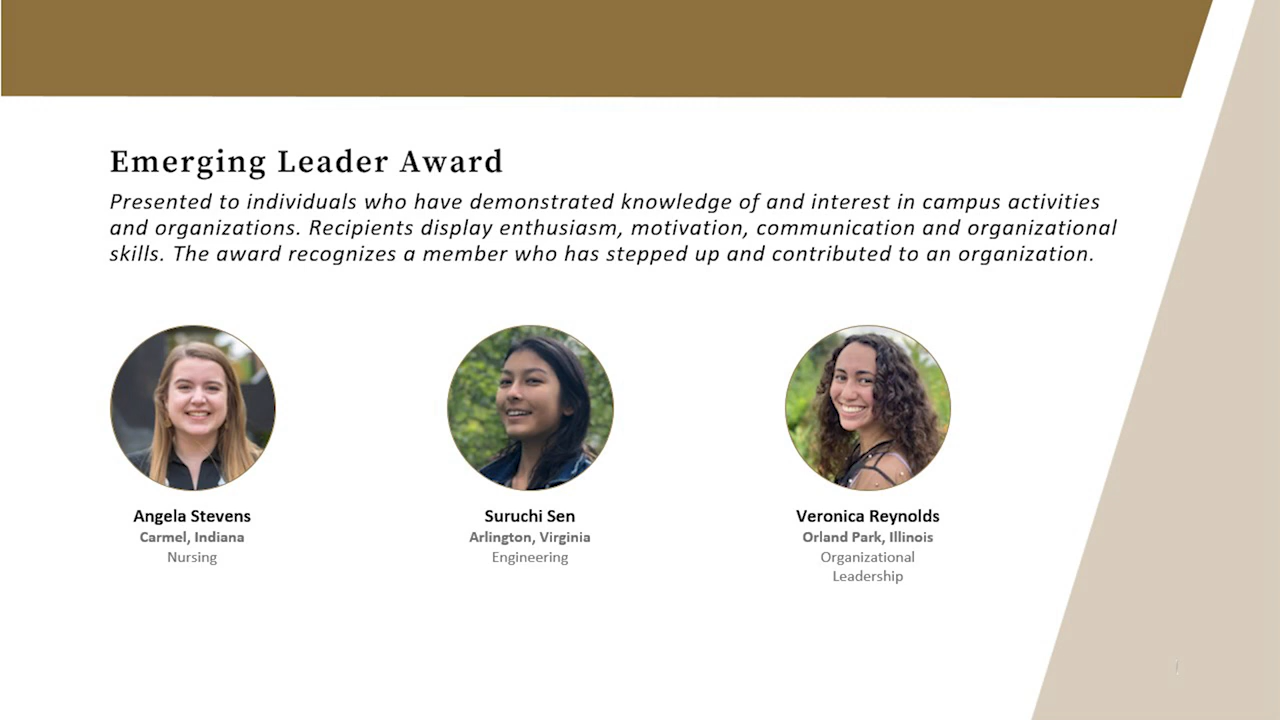 Emerging Leader Award
Presented to individuals who have demonstrated knowledge of and interest in campus activities
and organizations. Recipients display enthusiasm, motivation, communication and organizational
skills. The award recognizes a member who has stepped up and contributed to an organization.
Angela Stevens
Carmel, Indiana
Nursing
Suruchi Sen
Arlington, Virginia
Engineering
Veronica Reynolds
Orland Park, Illinois
Organizational
Leadership